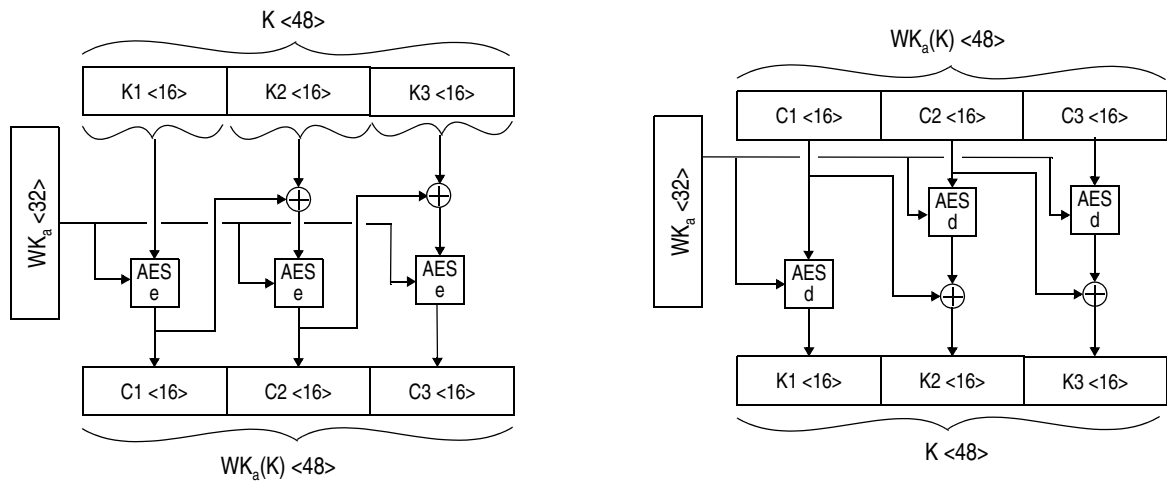 K <48>
K1 <16> K2 <16> K3 <16>
WKa <32>
AES e AES e AES e
C1 <16> C2 <16> C3 <16>
WKa(K) <48>
WKa(K) <48>
C1 <16> C2 <16> C3 <16>
WKa <32>
AES d AES d AES d
K1 <16> K2 <16> K3 <16>
K <48>